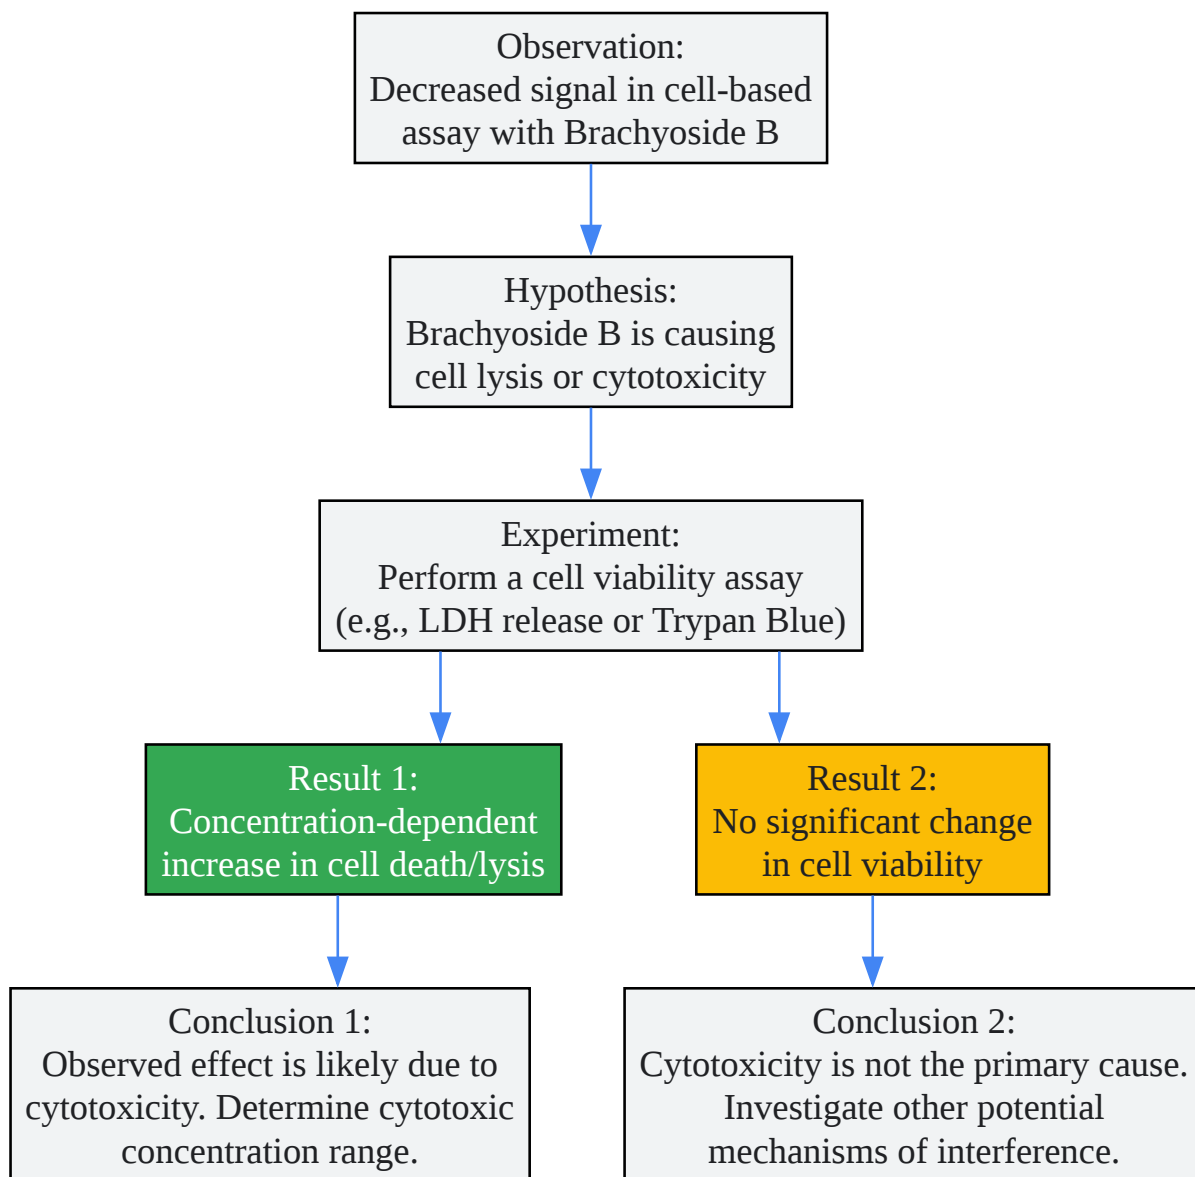 Observation:
Decreased signal in cell-based
assay with Brachyoside B
Hypothesis:
Brachyoside B is causing
cell lysis or cytotoxicity
Experiment:
Perform a cell viability assay
(e.g., LDH release or Trypan Blue)
Result 1:
Concentration-dependent
increase in cell death/lysis
Result 2:
No significant change
in cell viability
Conclusion 1:
Observed effect is likely due to
cytotoxicity. Determine cytotoxic
concentration range.
Conclusion 2:
Cytotoxicity is not the primary cause.
Investigate other potential
mechanisms of interference.